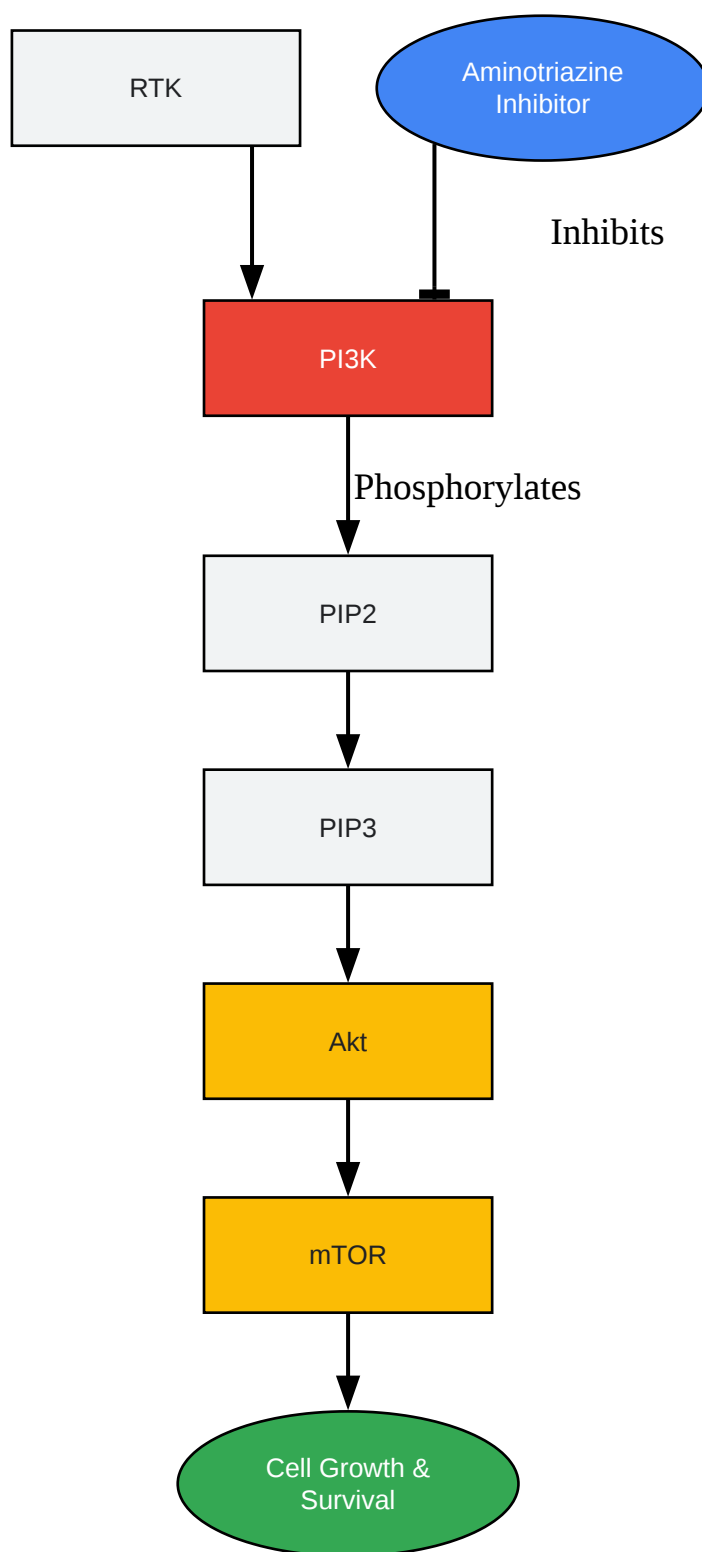 RTK
Aminotriazine
Inhibitor
Inhibits
PI3K
Phosphorylates
PIP2
PIP3
Akt
mTOR
Cell Growth &
Survival